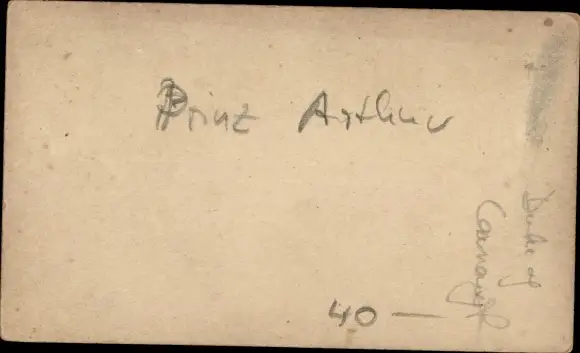 Prinz Arthur
Duke of
Connaught
40 —